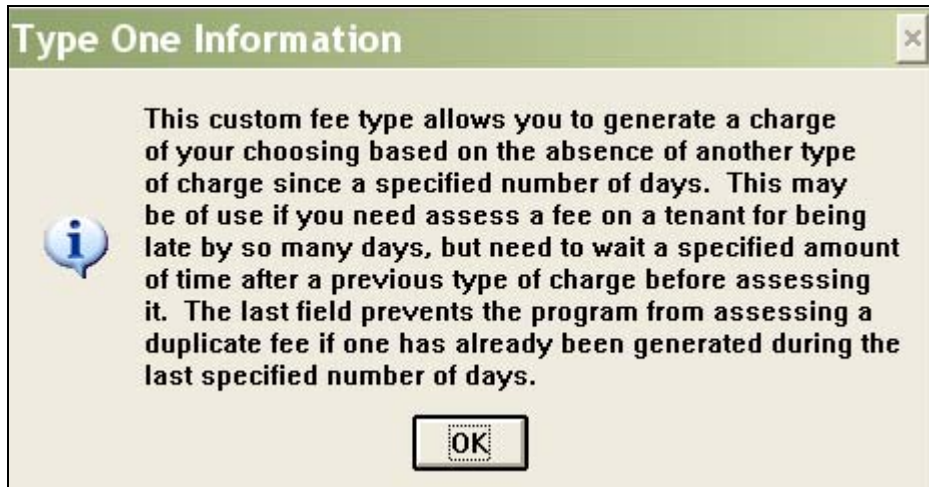 Type One Information
This custom fee type allows you to generate a charge
of your choosing based on the absence of another type
of charge since a specified number of days.  This may
be of use if you need assess a fee on a tenant for being
late by so many days, but need to wait a specified amount
of time after a previous type of charge before assessing
it.  The last field prevents the program from assessing a
duplicate fee if one has already been generated during the
last specified number of days.
OK